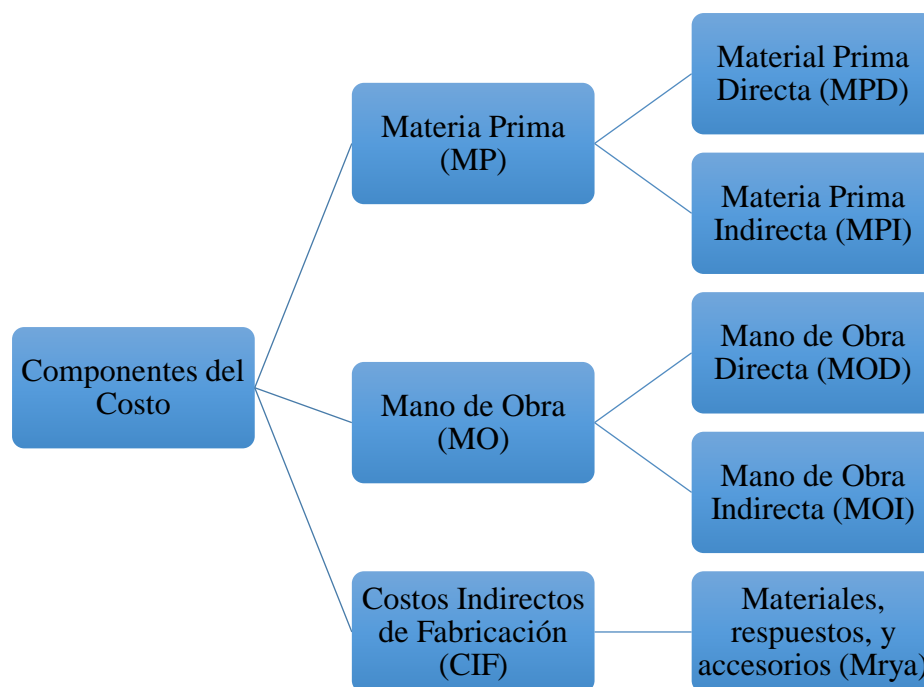 Componentes del
Costo
Materia Prima
(MP)
Material Prima
Directa (MPD)
Materia Prima
Indirecta (MPI)
Mano de Obra
(MO)
Mano de Obra
Directa (MOD)
Mano de Obra
Indirecta (MOI)
Costos Indirectos
de Fabricación
(CIF)
Materiales,
respuestos, y
accesorios (Mrya)